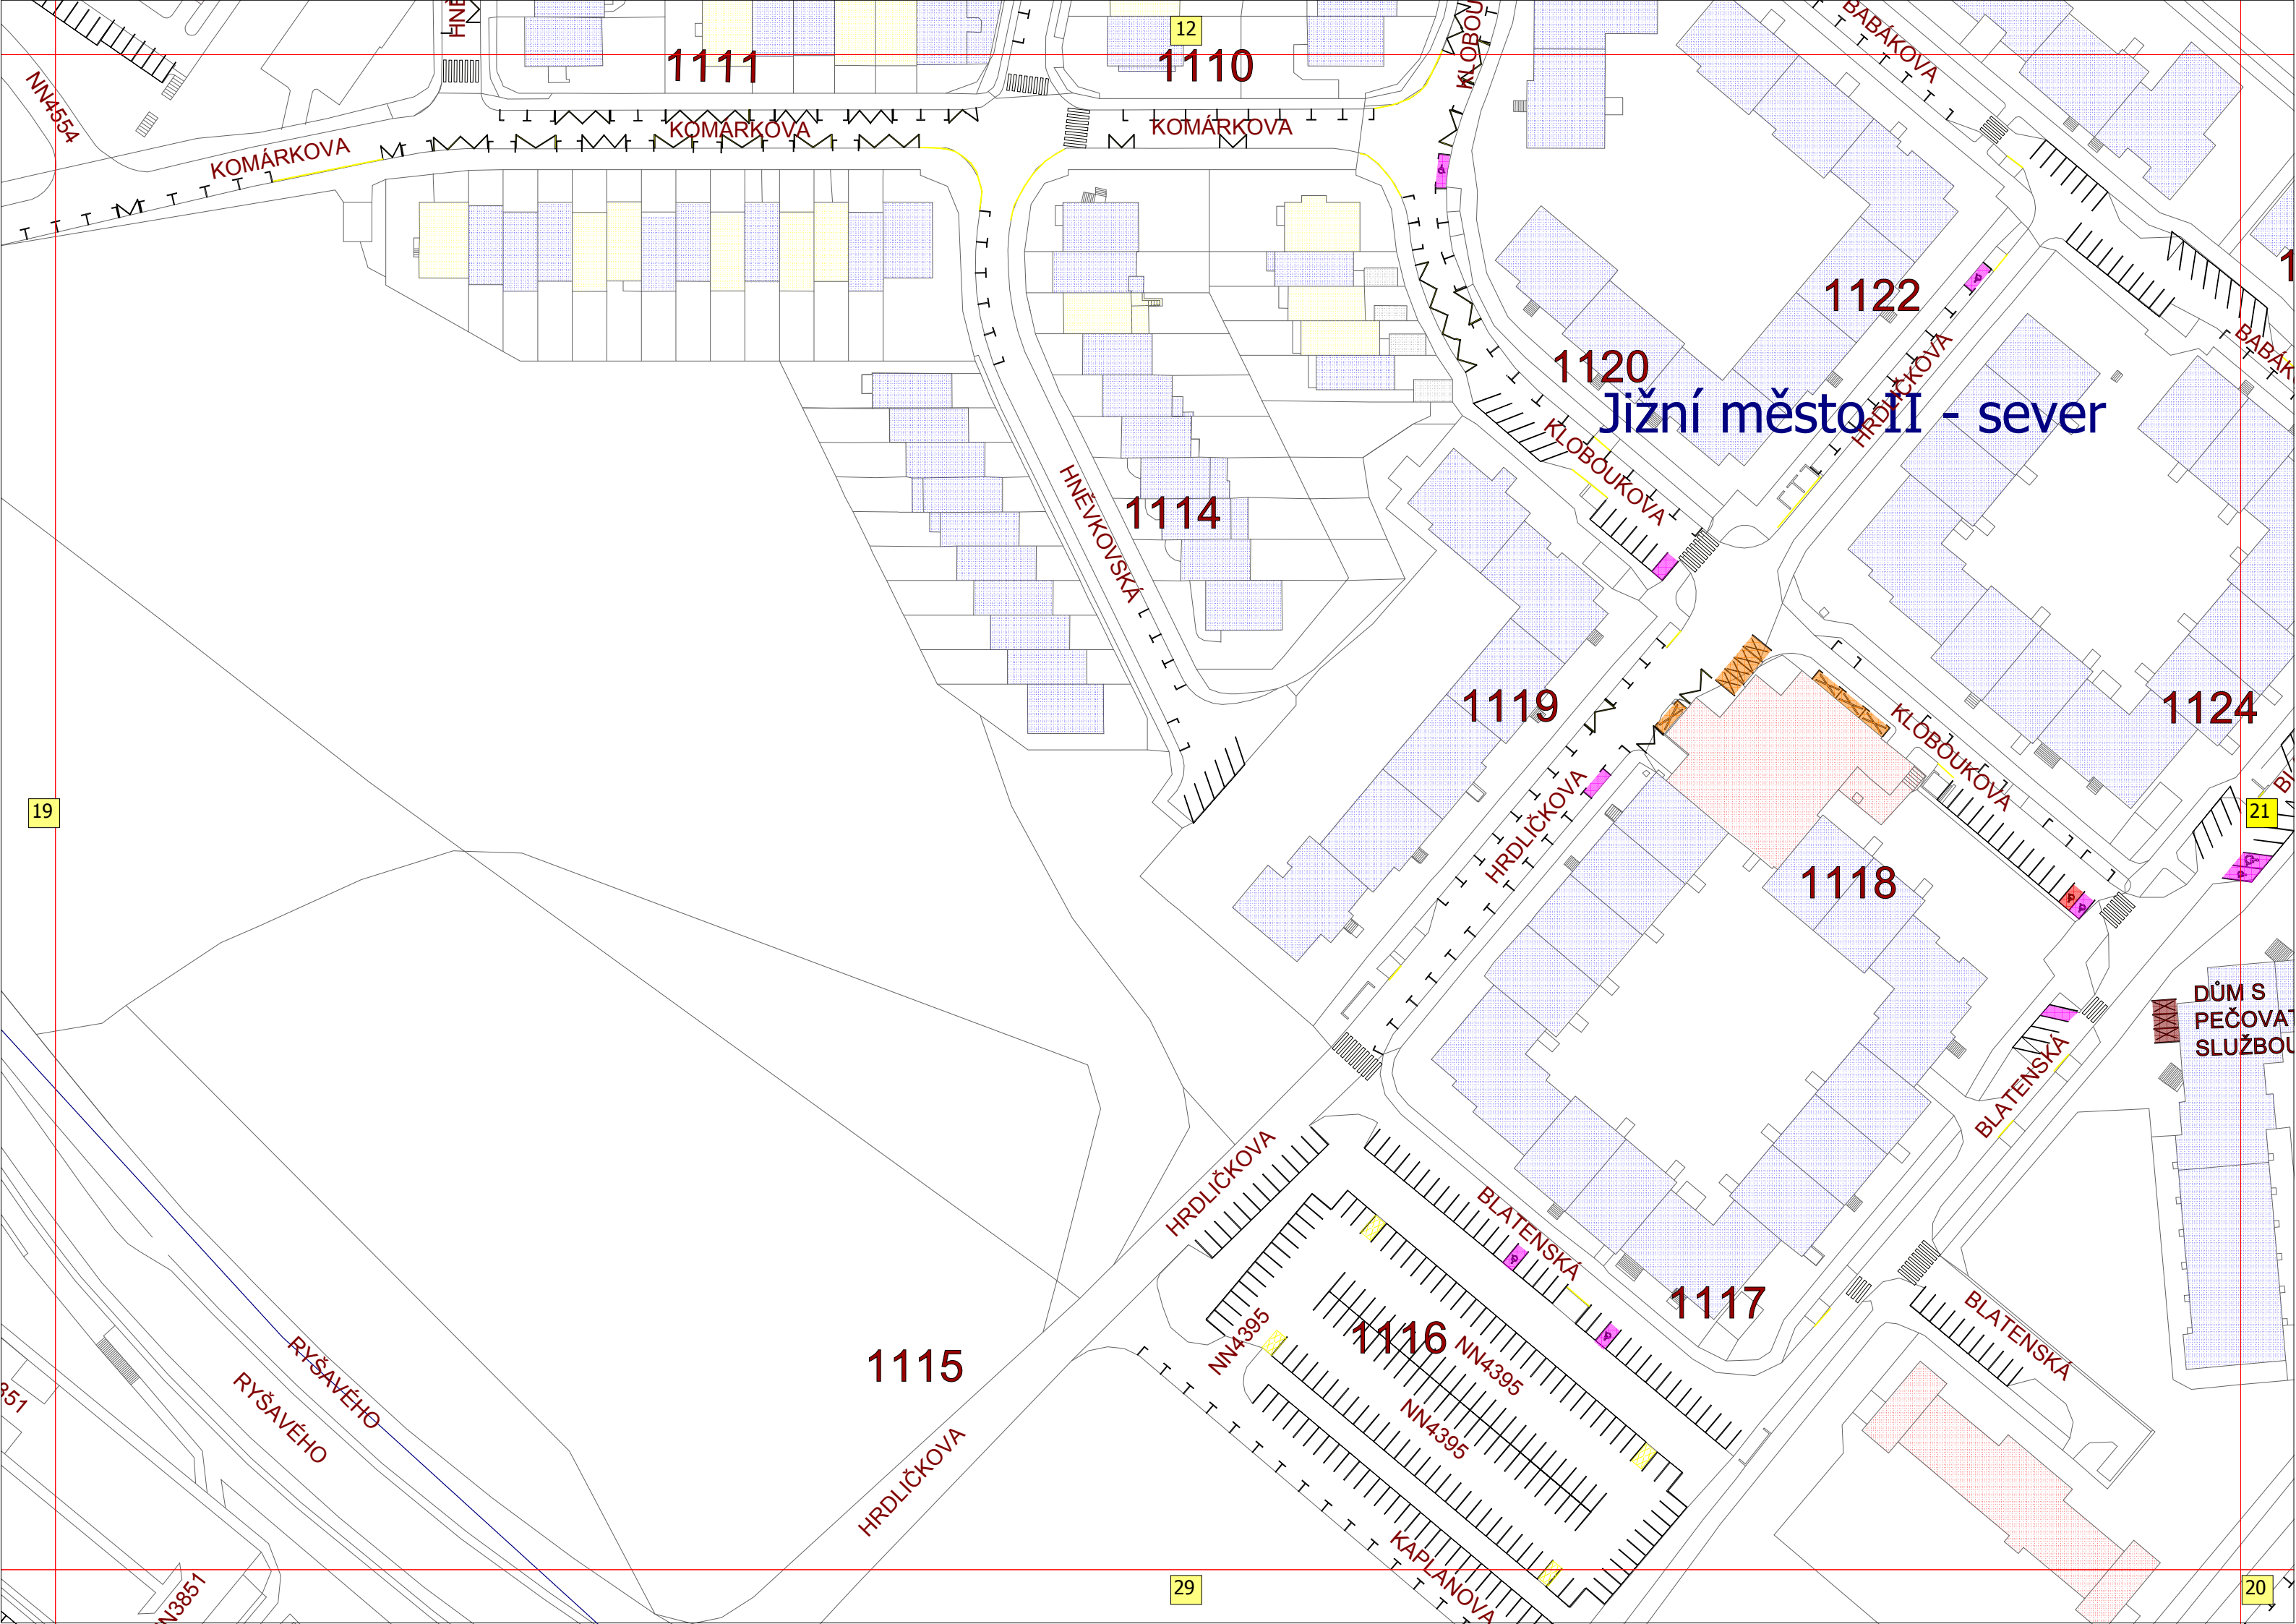 HNĚ
12
KLOBOU
BABÁKOVA
1111
1110
NN4554
KOMÁRKOVA
KOMÁRKOVA
KOMÁRKOVA
1122
1120
HRDLIČKOVA
BABÁK
Jižní město II - sever
KLOBOUKOVA
HNĚVKOVSKÁ
1114
1119
1124
KLOBOUKOVA
19
HRDLIČKOVA
BL
21
1118
DŮM S
PEČOVAT
SLUŽBOU
BLATENSKÁ
HRDLIČKOVA
BLATENSKÁ
1117
BLATENSKÁ
NN4395
1116
NN4395
1115
RYŠAVÉHO
RYŠAVÉHO
NN4395
3851
HRDLIČKOVA
KAPLANOVA
N3851
29
20